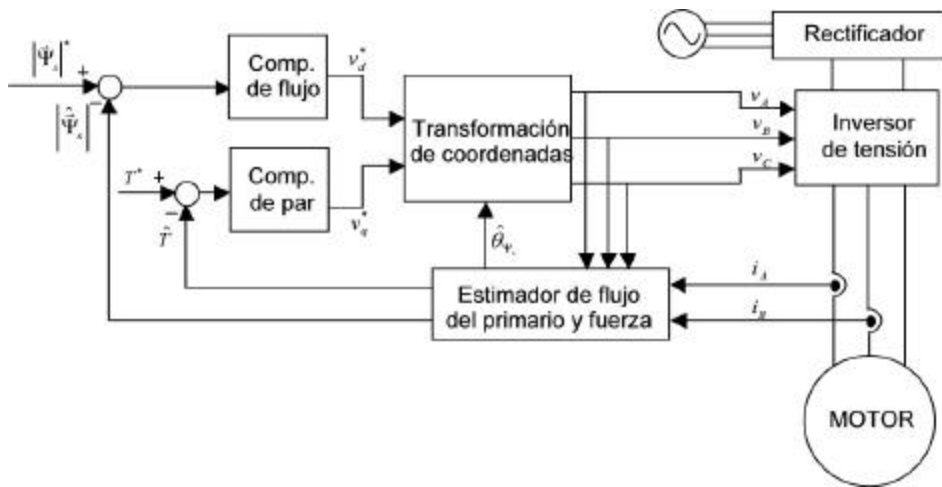 Rectificador
|Ψ⃗ₛ|* +
Comp.
de flujo
v*d
|Ψ̂⃗ₛ| −
Transformación
de coordenadas
vA
vB
vC
Inversor
de tensión
T* +
−
T̂
Comp.
de par
v*q
θ̂Ψₛ
Estimador de flujo
del primario y fuerza
iA
iB
MOTOR